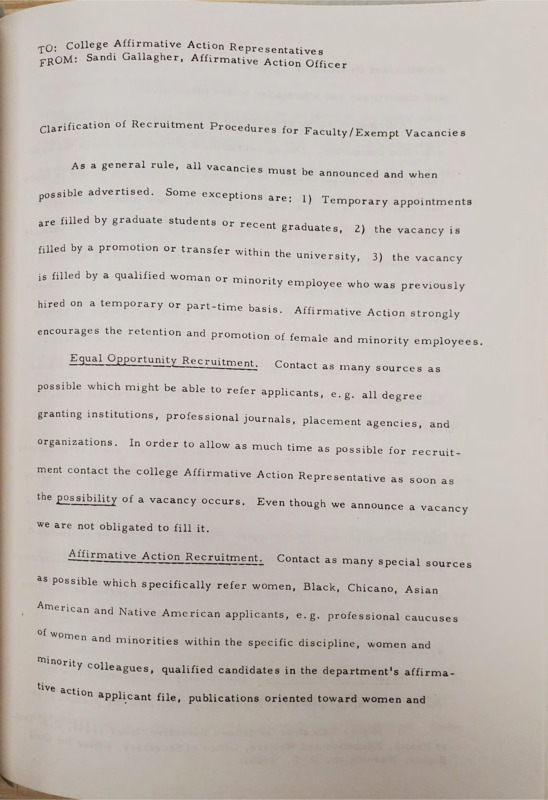 TO: College Affirmative Action Representatives
FROM: Sandi Gallagher, Affirmative Action Officer
Clarification of Recruitment Procedures for Faculty/Exempt Vacancies
As a general rule, all vacancies must be announced and when
possible advertised. Some exceptions are: 1) Temporary appointments
are filled by graduate students or recent graduates, 2) the vacancy is
filled by a promotion or transfer within the university, 3) the vacancy
is filled by a qualified woman or minority employee who was previously
hired on a temporary or part-time basis. Affirmative Action strongly
encourages the retention and promotion of female and minority employees.
Equal Opportunity Recruitment. Contact as many sources as
possible which might be able to refer applicants, e.g. all degree
granting institutions, professional journals, placement agencies, and
organizations. In order to allow as much time as possible for recruit-
ment contact the college Affirmative Action Representative as soon as
the possibility of a vacancy occurs. Even though we announce a vacancy
we are not obligated to fill it.
Affirmative Action Recruitment. Contact as many special sources
as possible which specifically refer women, Black, Chicano, Asian
American and Native American applicants, e.g. professional caucuses
of women and minorities within the specific discipline, women and
minority colleagues, qualified candidates in the department's affirma-
tive action applicant file, publications oriented toward women and